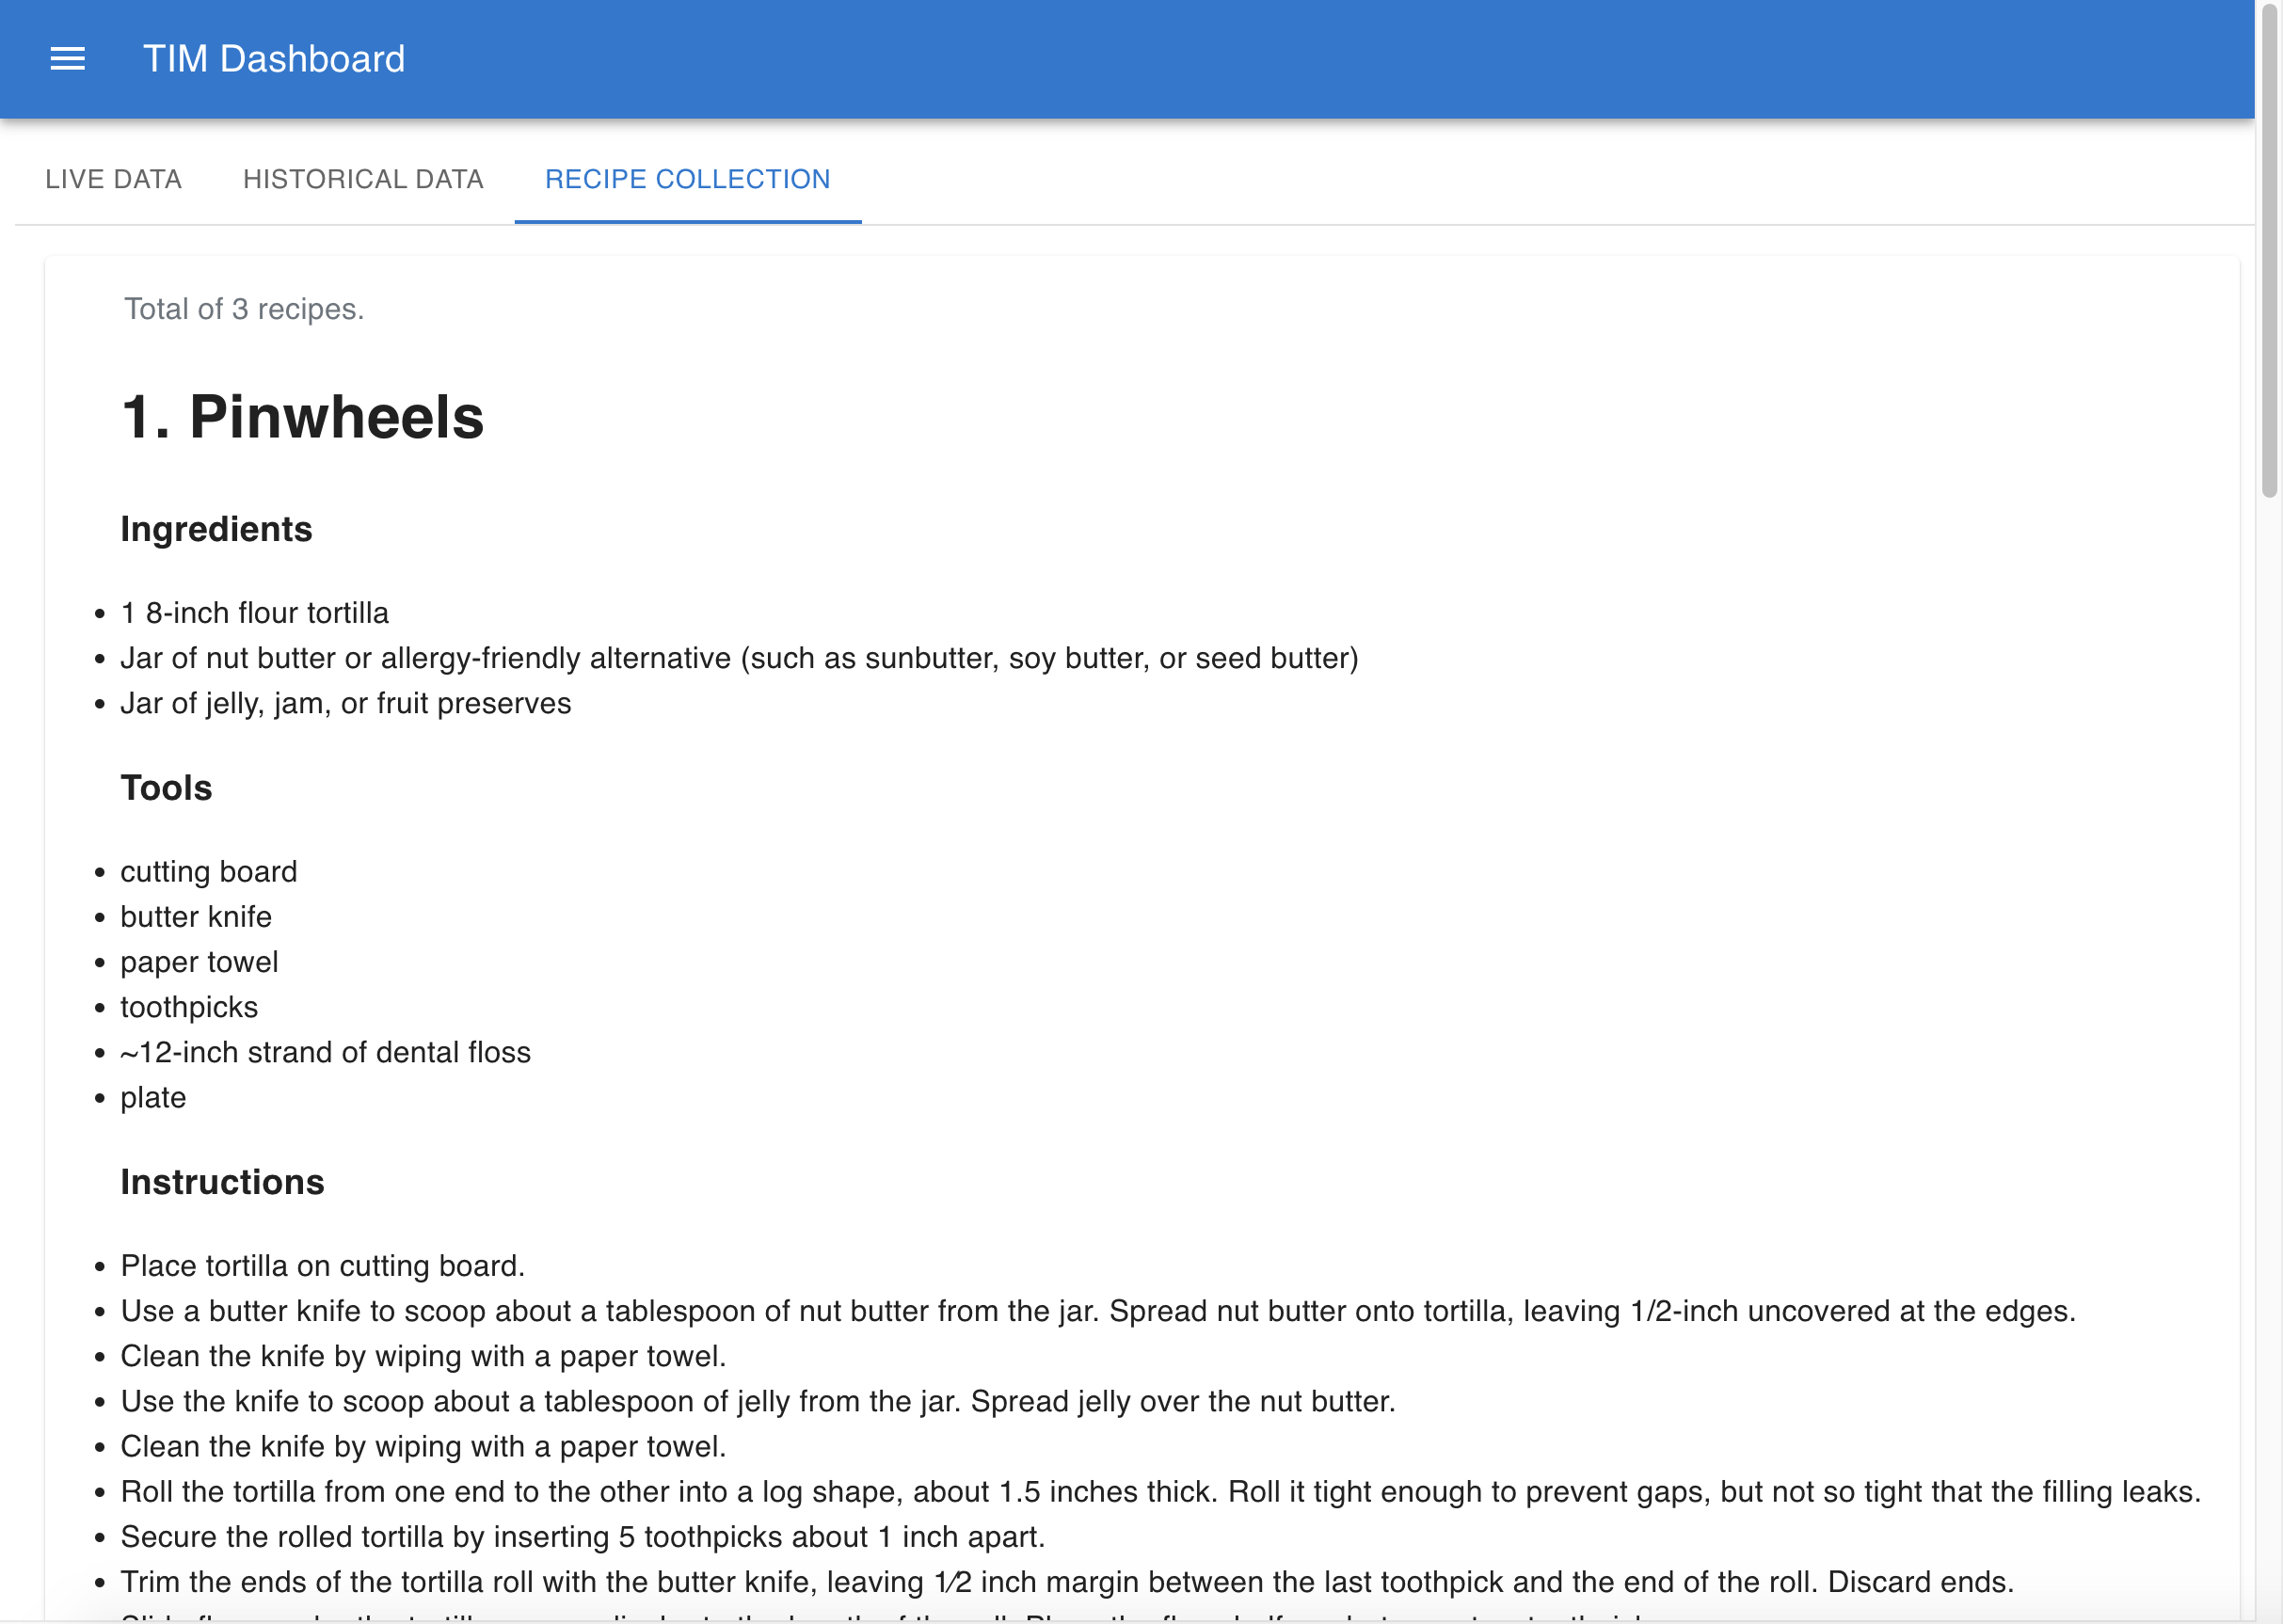 TIM Dashboard
LIVE DATA HISTORICAL DATA RECIPE COLLECTION
Total of 3 recipes.
1. Pinwheels
Ingredients
• 1 8-inch flour tortilla
• Jar of nut butter or allergy-friendly alternative (such as sunbutter, soy butter, or seed butter)
• Jar of jelly, jam, or fruit preserves
Tools
• cutting board
• butter knife
• paper towel
• toothpicks
• ~12-inch strand of dental floss
• plate
Instructions
• Place tortilla on cutting board.
• Use a butter knife to scoop about a tablespoon of nut butter from the jar. Spread nut butter onto tortilla, leaving 1/2-inch uncovered at the edges.
• Clean the knife by wiping with a paper towel.
• Use the knife to scoop about a tablespoon of jelly from the jar. Spread jelly over the nut butter.
• Clean the knife by wiping with a paper towel.
• Roll the tortilla from one end to the other into a log shape, about 1.5 inches thick. Roll it tight enough to prevent gaps, but not so tight that the filling leaks.
• Secure the rolled tortilla by inserting 5 toothpicks about 1 inch apart.
• Trim the ends of the tortilla roll with the butter knife, leaving 1⁄2 inch margin between the last toothpick and the end of the roll. Discard ends.